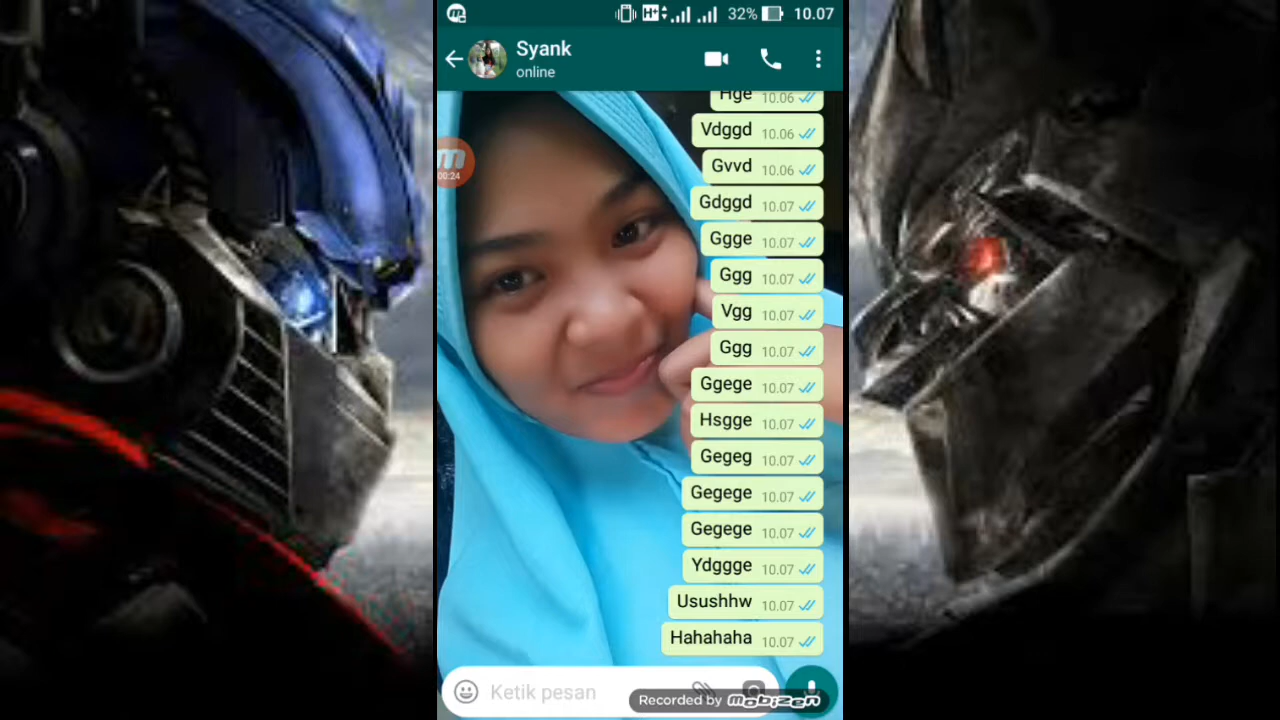 32% 10.07
Syank
online
Hge 10.06
Vdggd 10.06
00:24
Gvvd 10.06
Gdggd 10.07
Ggge 10.07
Ggg 10.07
Vgg 10.07
Ggg 10.07
Ggege 10.07
Hsgge 10.07
Gegeg 10.07
Gegege 10.07
Gegege 10.07
Ydggge 10.07
Usushhw 10.07
Hahahaha 10.07
Ketik pesan
Recorded by mobizen